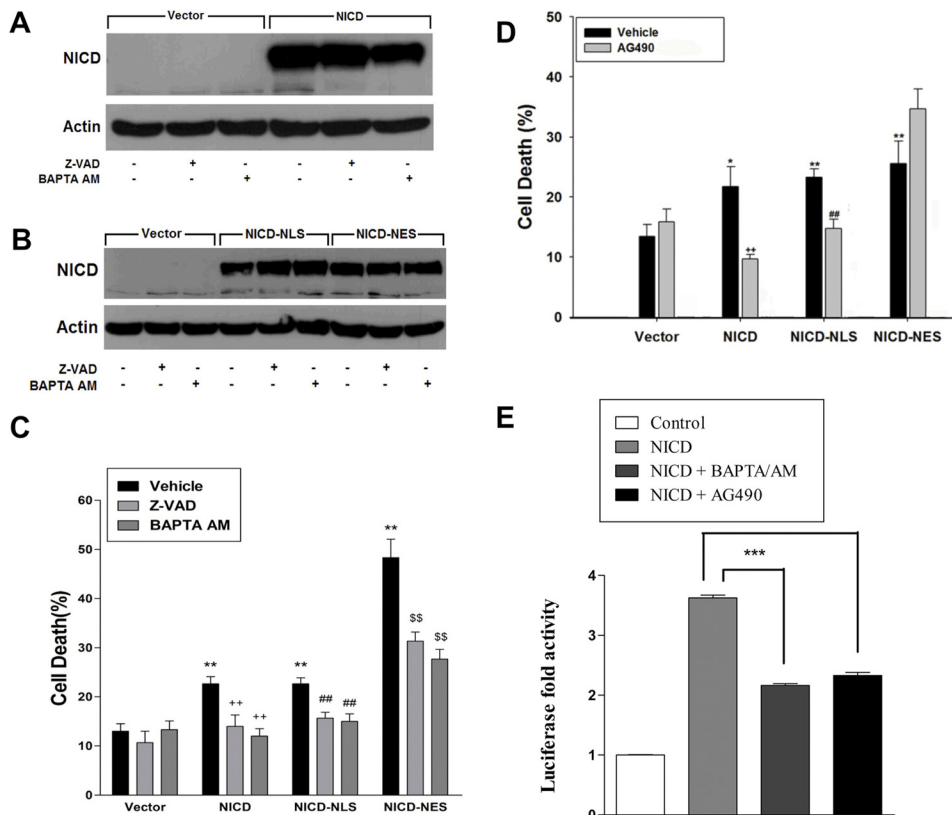 A
Vector NICD
NICD
Actin
Z-VAD - + - - + -
BAPTA AM - - + - - +
B
Vector NICD-NLS NICD-NES
NICD
Actin
Z-VAD - + - - + - - + -
BAPTA AM - - + - - + - - +
C
Vehicle
Z-VAD
BAPTA AM
Cell Death(%)
60
50
40
30
20
10
0
** ++ ++
** ## ##
** $$ $$
Vector NICD NICD-NLS NICD-NES
D
Vehicle
AG490
Cell Death (%)
50
40
30
20
10
0
* ++
** ##
**
Vector NICD NICD-NLS NICD-NES
E
Control
NICD
NICD + BAPTA/AM
NICD + AG490
***
Luciferase fold activity
4
3
2
1
0